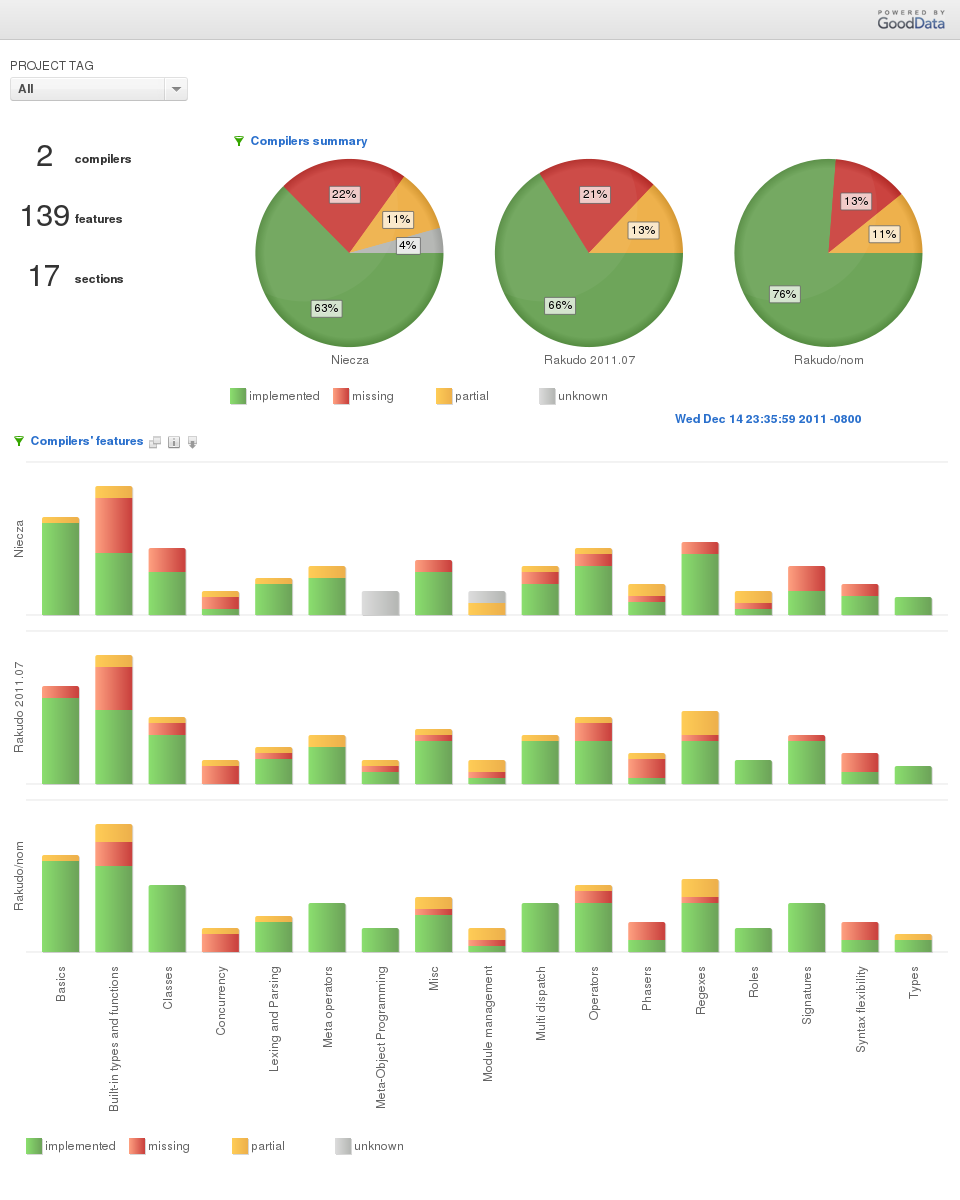 POWERED BY
GoodData
PROJECT TAG
All
2 compilers
139 features
17 sections
Compilers summary
22%
11%
4%
63%
Niecza
21%
13%
66%
Rakudo 2011.07
13%
11%
76%
Rakudo/nom
implemented missing partial unknown
Wed Dec 14 23:35:59 2011 -0800
Compilers' features
Niecza
Rakudo 2011.07
Rakudo/nom
Basics
Built-in types and functions
Classes
Concurrency
Lexing and Parsing
Meta operators
Meta-Object Programming
Misc
Module management
Multi dispatch
Operators
Phasers
Regexes
Roles
Signatures
Syntax flexibility
Types
implemented missing partial unknown